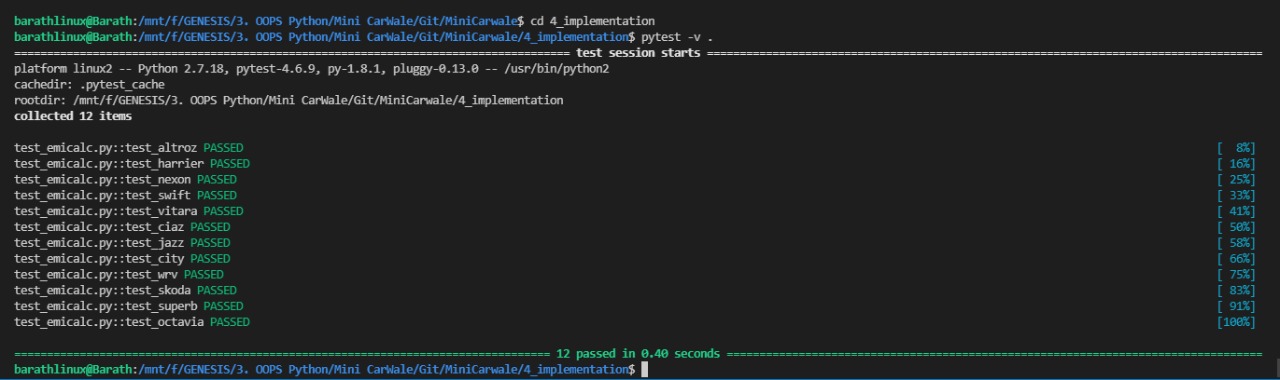 barathlinux@Barath:/mnt/f/GENESIS/3. OOPS Python/Mini CarWale/Git/MiniCarwale$ cd 4_implementation
barathlinux@Barath:/mnt/f/GENESIS/3. OOPS Python/Mini CarWale/Git/MiniCarwale/4_implementation$ pytest -v .
=================================================================================== test session starts ===================================================================================
platform linux2 -- Python 2.7.18, pytest-4.6.9, py-1.8.1, pluggy-0.13.0 -- /usr/bin/python2
cachedir: .pytest_cache
rootdir: /mnt/f/GENESIS/3. OOPS Python/Mini CarWale/Git/MiniCarwale/4_implementation
collected 12 items
test_emicalc.py::test_altroz PASSED [  8%]
test_emicalc.py::test_harrier PASSED [ 16%]
test_emicalc.py::test_nexon PASSED [ 25%]
test_emicalc.py::test_swift PASSED [ 33%]
test_emicalc.py::test_vitara PASSED [ 41%]
test_emicalc.py::test_ciaz PASSED [ 50%]
test_emicalc.py::test_jazz PASSED [ 58%]
test_emicalc.py::test_city PASSED [ 66%]
test_emicalc.py::test_wrv PASSED [ 75%]
test_emicalc.py::test_skoda PASSED [ 83%]
test_emicalc.py::test_superb PASSED [ 91%]
test_emicalc.py::test_octavia PASSED [100%]
================================================================================ 12 passed in 0.40 seconds ================================================================================
barathlinux@Barath:/mnt/f/GENESIS/3. OOPS Python/Mini CarWale/Git/MiniCarwale/4_implementation$